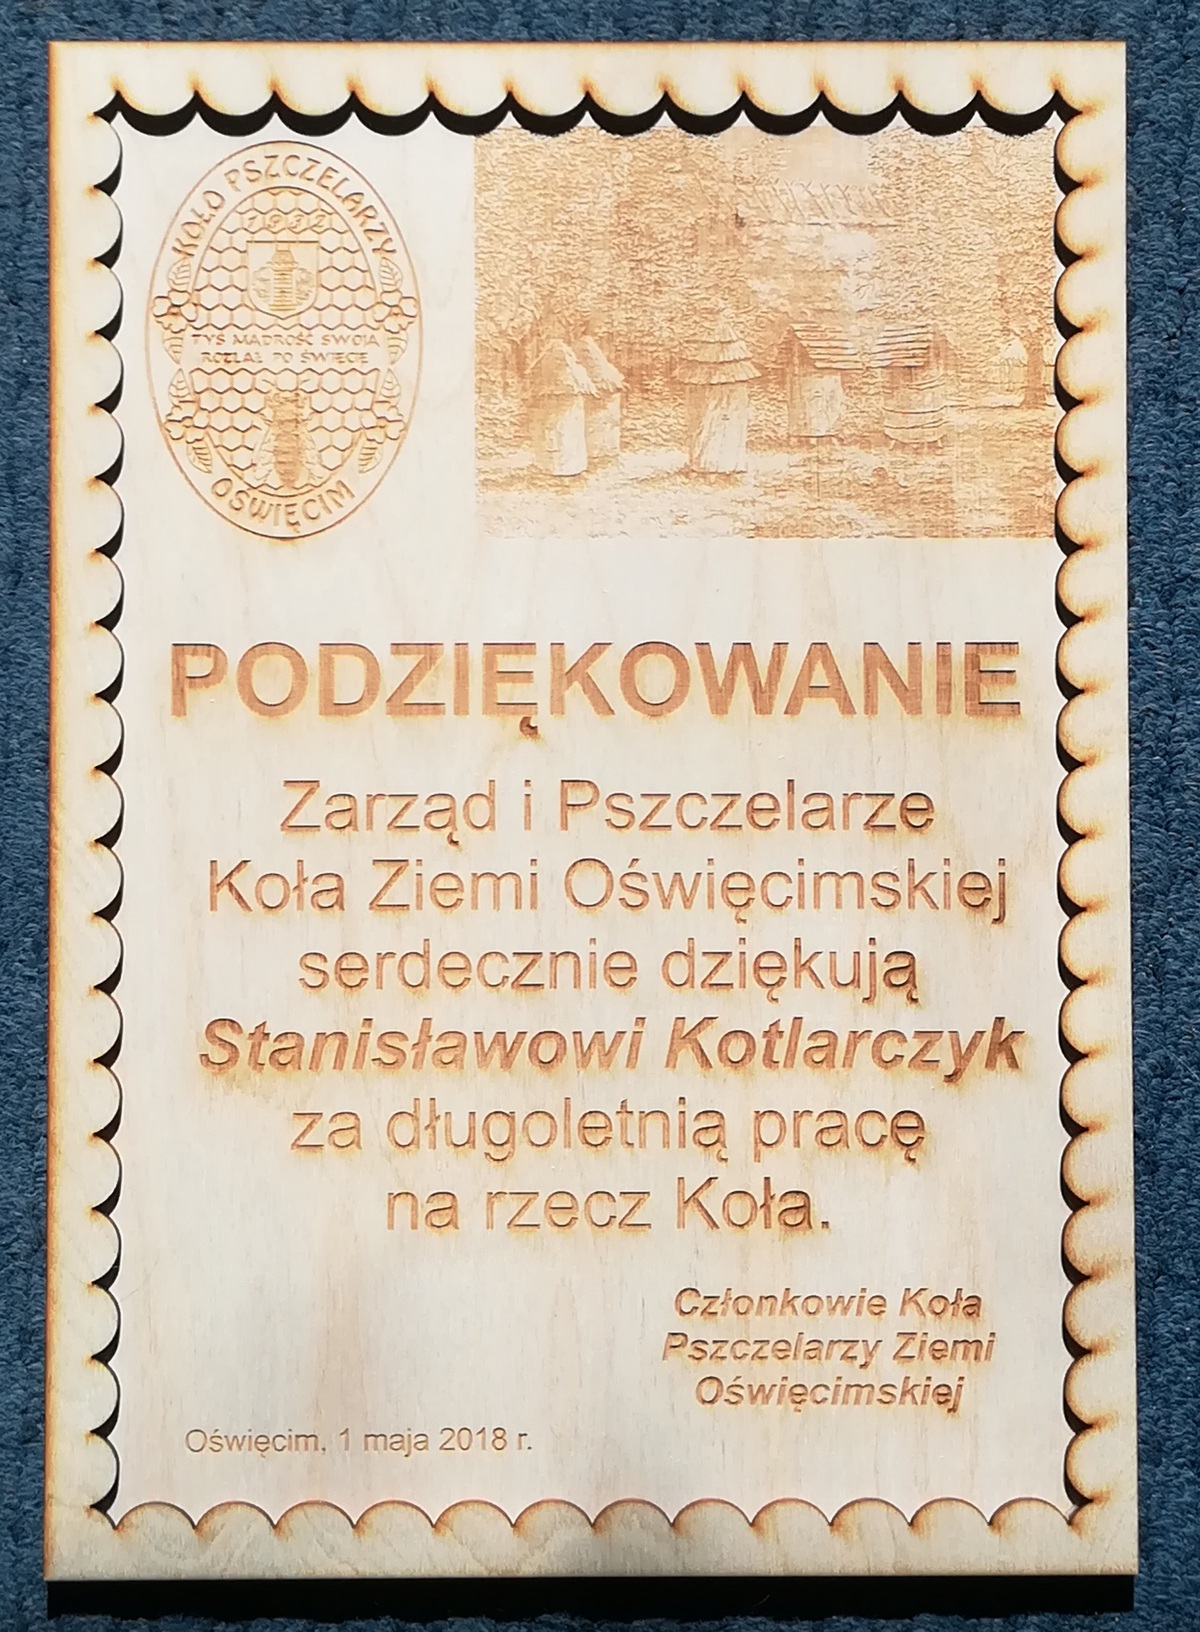 KOŁO PSZCZELARZY
1932
TYŚ MĄDROŚĆ SWOJĄ
ROZLAŁ PO ŚWIECIE
OŚWIĘCIM
PODZIĘKOWANIE
Zarząd i Pszczelarze
Koła Ziemi Oświęcimskiej
serdecznie dziękują
Stanisławowi Kotlarczyk
za długoletnią pracę
na rzecz Koła.
Członkowie Koła
Pszczelarzy Ziemi
Oświęcimskiej
Oświęcim, 1 maja 2018 r.